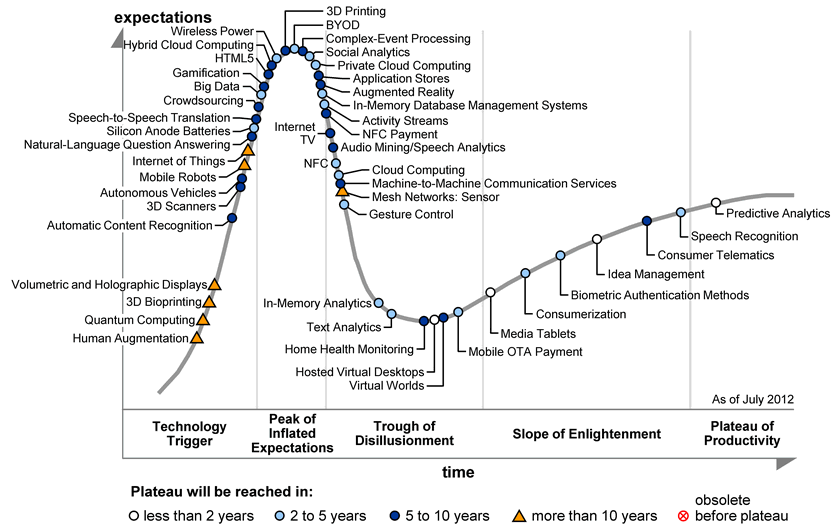 expectations
3D Printing
BYOD
Wireless Power
Complex-Event Processing
Hybrid Cloud Computing
Social Analytics
HTML5
Private Cloud Computing
Gamification
Application Stores
Big Data
Augmented Reality
Crowdsourcing
In-Memory Database Management Systems
Speech-to-Speech Translation
Activity Streams
Silicon Anode Batteries
Internet
TV
NFC Payment
Natural-Language Question Answering
Audio Mining/Speech Analytics
Internet of Things
NFC
Cloud Computing
Mobile Robots
Machine-to-Machine Communication Services
Autonomous Vehicles
Mesh Networks: Sensor
3D Scanners
Gesture Control
Automatic Content Recognition
Predictive Analytics
Speech Recognition
Consumer Telematics
Idea Management
Volumetric and Holographic Displays
Biometric Authentication Methods
3D Bioprinting
In-Memory Analytics
Consumerization
Quantum Computing
Text Analytics
Media Tablets
Human Augmentation
Home Health Monitoring
Mobile OTA Payment
Hosted Virtual Desktops
Virtual Worlds
As of July 2012
Technology
Trigger
Peak of
Inflated
Expectations
Trough of
Disillusionment
Slope of Enlightenment
Plateau of
Productivity
time
Plateau will be reached in:
less than 2 years
2 to 5 years
5 to 10 years
more than 10 years
obsolete
before plateau